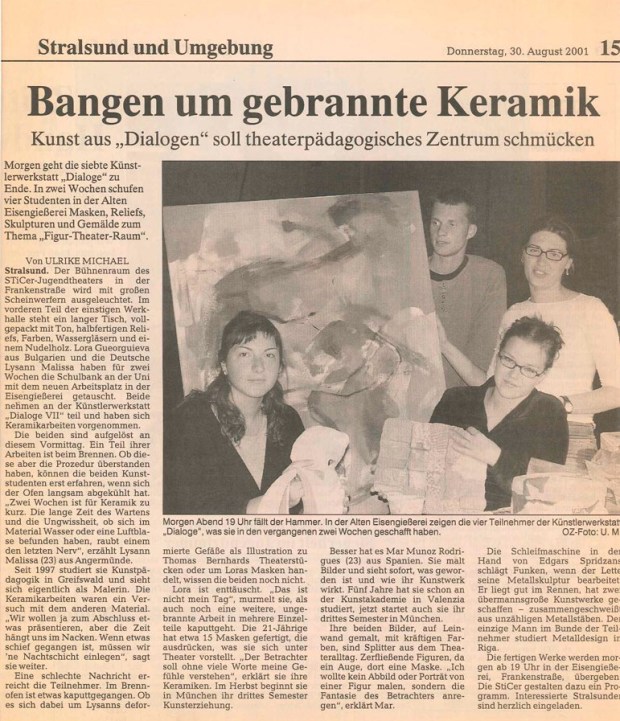 Stralsund und Umgebung
Donnerstag, 30. August 2001 15
Bangen um gebrannte Keramik
Kunst aus „Dialogen“ soll theaterpädagogisches Zentrum schmücken
Morgen geht die siebte Künst-
lerwerkstatt „Dialoge“ zu
Ende. In zwei Wochen schufen
vier Studenten in der Alten
Eisengießerei Masken, Reliefs,
Skulpturen und Gemälde zum
Thema „Figur-Theater-Raum“.
Von ULRIKE MICHAEL
Stralsund. Der Bühnenraum des
STiCer-Jugendtheaters in der
Frankenstraße wird mit großen
Scheinwerfern ausgeleuchtet. Im
vorderen Teil der einstigen Werk-
halle steht ein langer Tisch, voll-
gepackt mit Ton, halbfertigen Reli-
efs, Farben, Wassergläsern und ei-
nem Nudelholz. Lora Gueorguieva
aus Bulgarien und die Deutsche
Lysann Malissa haben für zwei
Wochen die Schulbank an der Uni
mit dem neuen Arbeitsplatz in der
Eisengießerei getauscht. Beide
nehmen an der Künstlerwerkstatt
„Dialoge VII“ teil und haben sich
Keramikarbeiten vorgenommen.
Die beiden sind aufgelöst an
diesem Vormittag. Ein Teil ihrer
Arbeiten ist beim Brennen. Ob die-
se aber die Prozedur überstanden
haben, können die beiden Kunst-
studenten erst erfahren, wenn sich
der Ofen langsam abgekühlt hat.
„Zwei Wochen ist für Keramik zu
kurz. Die lange Zeit des Wartens
und die Ungwissheit, ob sich im
Material Wasser oder eine Luftblase
befunden haben, raubt einem
den letzten Nerv“, erzählt Lysann
Malissa (23) aus Angermünde.
Seit 1997 studiert sie Kunstpä-
dagogik in Greifswald und sieht
sich eigentlich als Malerin. Die
Keramikarbeiten waren ein Ver-
such mit dem anderen Material.
„Wir wollen ja zum Abschluss et-
was präsentieren, aber die Zeit
hängt uns im Nacken. Wenn etwas
schief gegangen ist, müssen wir
'ne Nachtschicht einlegen“, sagt
sie weiter.
Eine schlechte Nachricht er-
reicht die Teilnehmer. Im Brenn-
ofen ist etwas kaputtgegangen. Ob
es sich dabei um Lysanns defor-
Morgen Abend 19 Uhr fällt der Hammer. In der Alten Eisengießerei zeigen die vier Teilnehmer der Künstlerwerkstatt
„Dialoge“, was sie in den vergangenen zwei Wochen geschafft haben.
OZ-Foto: U. M.
mierte Gefäße als Illustration zu
Thomas Bernhards Theaterstü-
cken oder um Loras Masken han-
delt, wissen die beiden noch nicht.
Lora ist enttäuscht. „Das ist
nicht mein Tag“, murmelt sie, als
auch noch eine weitere, unge-
brannte Arbeit in mehrere Einzel-
teile kaputtgeht. Die 21-Jährige
hat etwa 15 Masken gefertigt, die
ausdrücken, was sie sich unter
Theater vorstellt. „Der Betrachter
soll ohne viele Worte meine Ge-
fühle verstehen“, erklärt sie ihre
Keramiken. Im Herbst beginnt sie
in München ihr drittes Semester
Kunsterziehung.
Besser hat es Mar Munoz Rodri-
gues (23) aus Spanien. Sie malt
Bilder und sieht sofort, was gewor-
den ist und wie ihr Kunstwerk
wirkt. Fünf Jahre hat sie schon an
der Kunstakademie in Valenzia
studiert, jetzt startet auch sie ihr
drittes Semester in München.
Ihre beiden Bilder, auf Lein-
wand gemalt, mit kräftigen Far-
ben, sind Splitter aus dem Thea-
teralltag. Zerfließende Figuren, da
ein Auge, dort eine Maske. „Ich
wollte kein Abbild oder Porträt von
einer Figur malen, sondern die
Fantasie des Betrachters anre-
gen“, erklärt Mar.
Die Schleifmaschine in der
Hand von Edgars Spridzans
schlägt Funken, wenn der Lette
seine Metallskulptur bearbeitet.
Er liegt gut im Rennen, hat zwei
übermannsgroße Kunstwerke ge-
schaffen – zusammengeschweißt
aus unzähligen Metallstäben. Der
einzige Mann im Bunde der Teil-
nehmer studiert Metalldesign in
Riga.
Die fertigen Werke werden mor-
gen ab 19 Uhr in der Eisengieße-
rei, Frankenstraße, übergeben.
Die StiCer gestalten dazu ein Pro-
gramm. Interessierte Stralsunder
sind herzlich eingeladen.